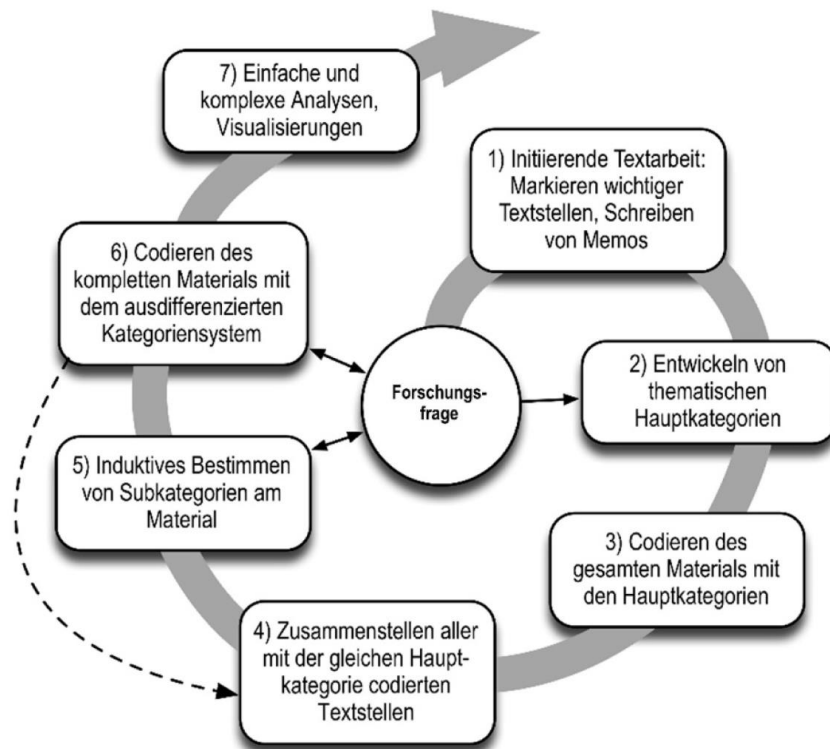 7) Einfache und
komplexe Analysen,
Visualisierungen
1) Initiierende Textarbeit:
Markieren wichtiger
Textstellen, Schreiben
von Memos
6) Codieren des
kompletten Materials mit
dem ausdifferenzierten
Kategoriensystem
Forschungs-
frage
2) Entwickeln von
thematischen
Hauptkategorien
5) Induktives Bestimmen
von Subkategorien am
Material
3) Codieren des
gesamten Materials mit
den Hauptkategorien
4) Zusammenstellen aller
mit der gleichen Haupt-
kategorie codierten
Textstellen